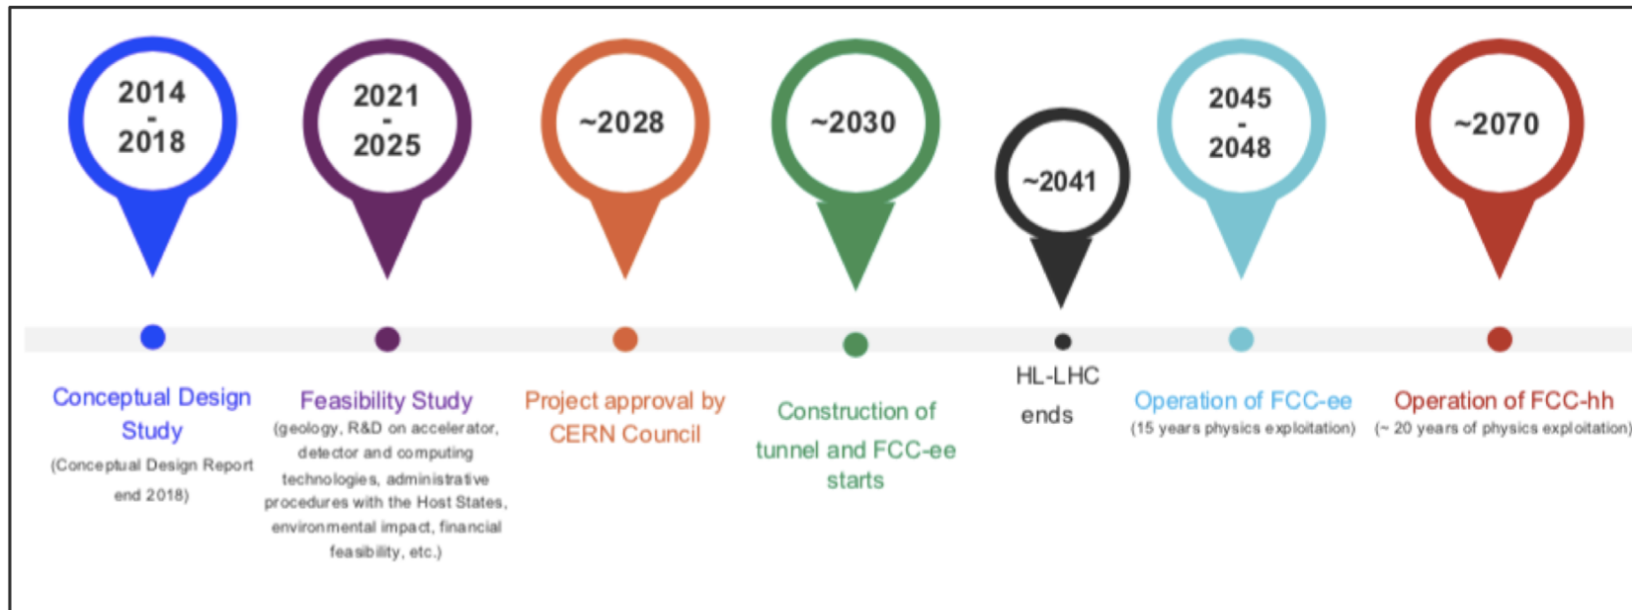 2014
-
2018
2021
-
2025
~2028
~2030
~2041
2045
-
2048
~2070
Conceptual Design
Study
(Conceptual Design Report
end 2018)
Feasibility Study
(geology, R&D on accelerator,
detector and computing
technologies, administrative
procedures with the Host States,
environmental impact, financial
feasibility, etc.)
Project approval by
CERN Council
Construction of
tunnel and FCC-ee
starts
HL-LHC
ends
Operation of FCC-ee
(15 years physics exploitation)
Operation of FCC-hh
(~ 20 years of physics exploitation)